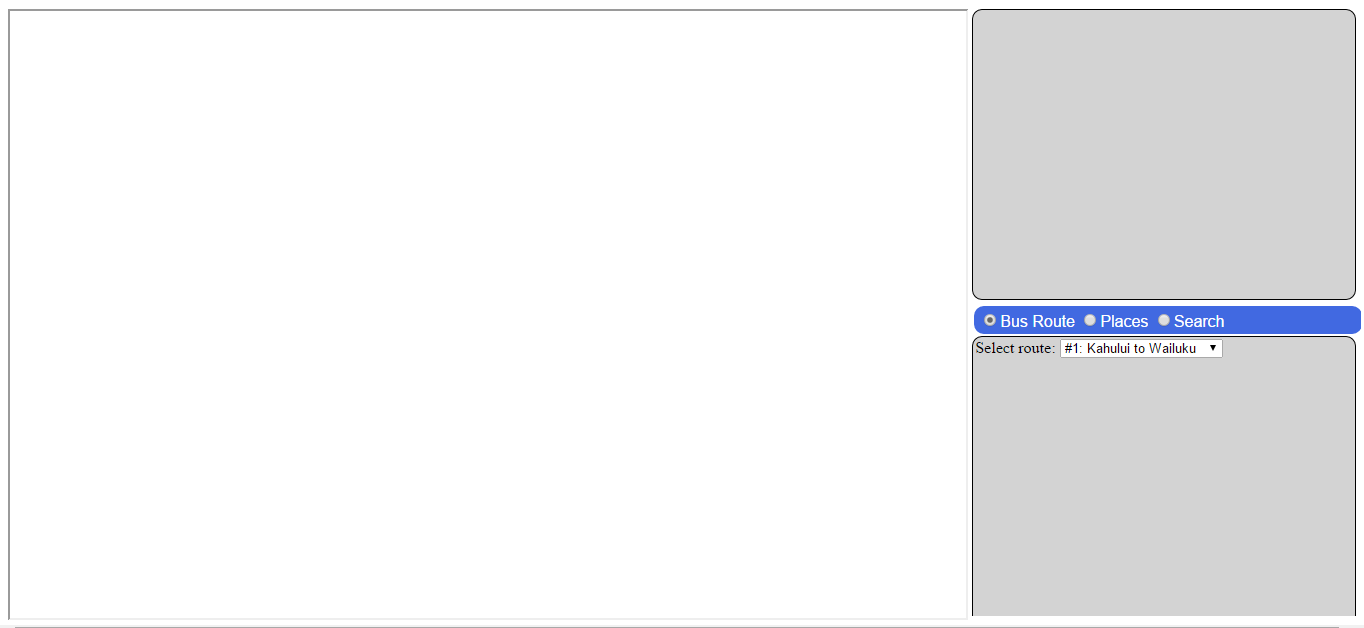 Bus Route Places Search
Select route: #1: Kahului to Wailuku